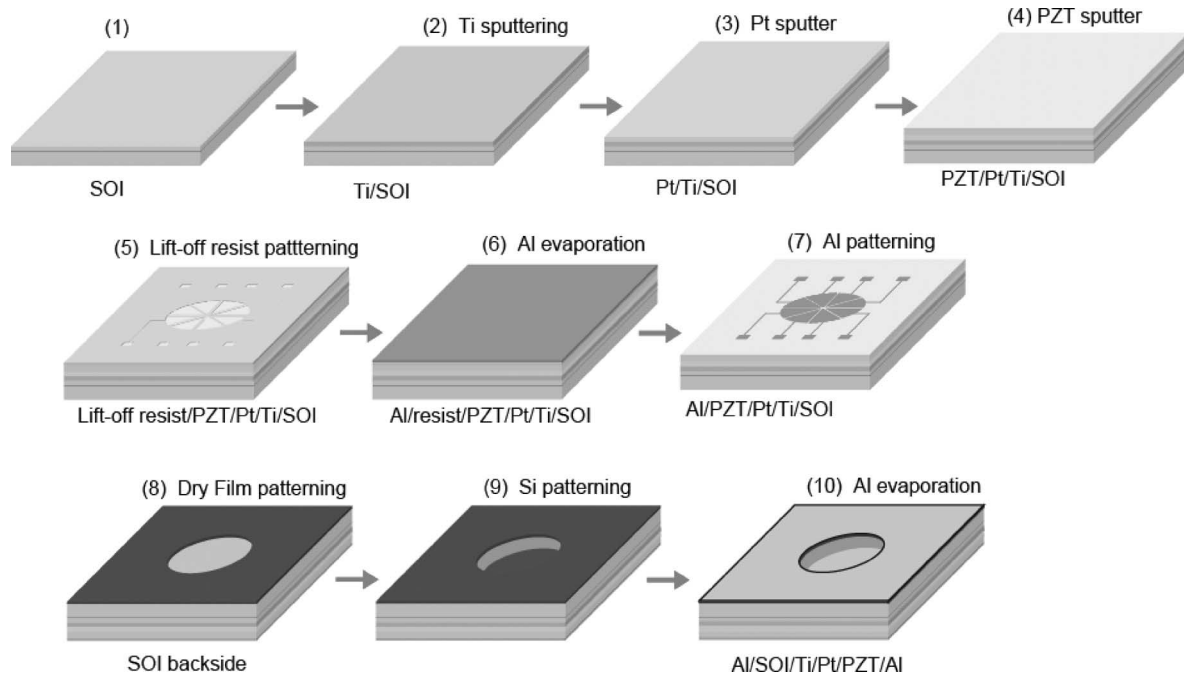 (1)
(2) Ti sputtering
(3) Pt sputter
(4) PZT sputter
SOI
Ti/SOI
Pt/Ti/SOI
PZT/Pt/Ti/SOI
(5) Lift-off resist pattterning
(6) Al evaporation
(7) Al patterning
Lift-off resist/PZT/Pt/Ti/SOI
Al/resist/PZT/Pt/Ti/SOI
Al/PZT/Pt/Ti/SOI
(8) Dry Film patterning
(9) Si patterning
(10) Al evaporation
SOI backside
Al/SOI/Ti/Pt/PZT/Al